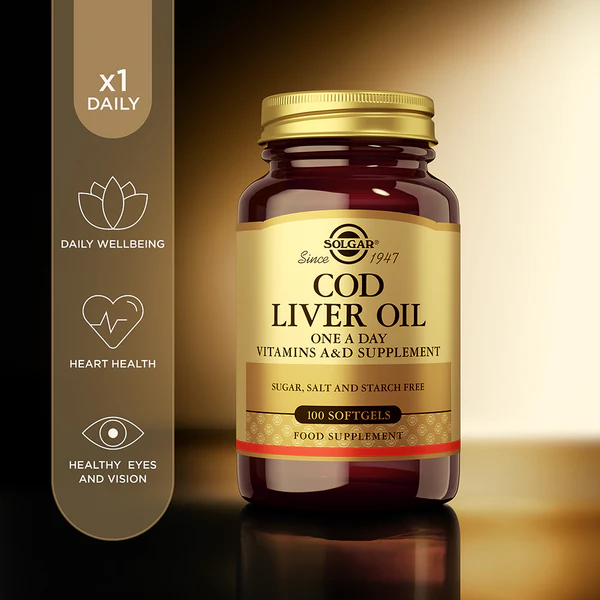 x1
DAILY
DAILY WELLBEING
HEART HEALTH
HEALTHY EYES
AND VISION
SOLGAR®
Since 1947
COD
LIVER OIL
ONE A DAY
VITAMINS A&D SUPPLEMENT
SUGAR, SALT AND STARCH FREE
100 SOFTGELS
FOOD SUPPLEMENT